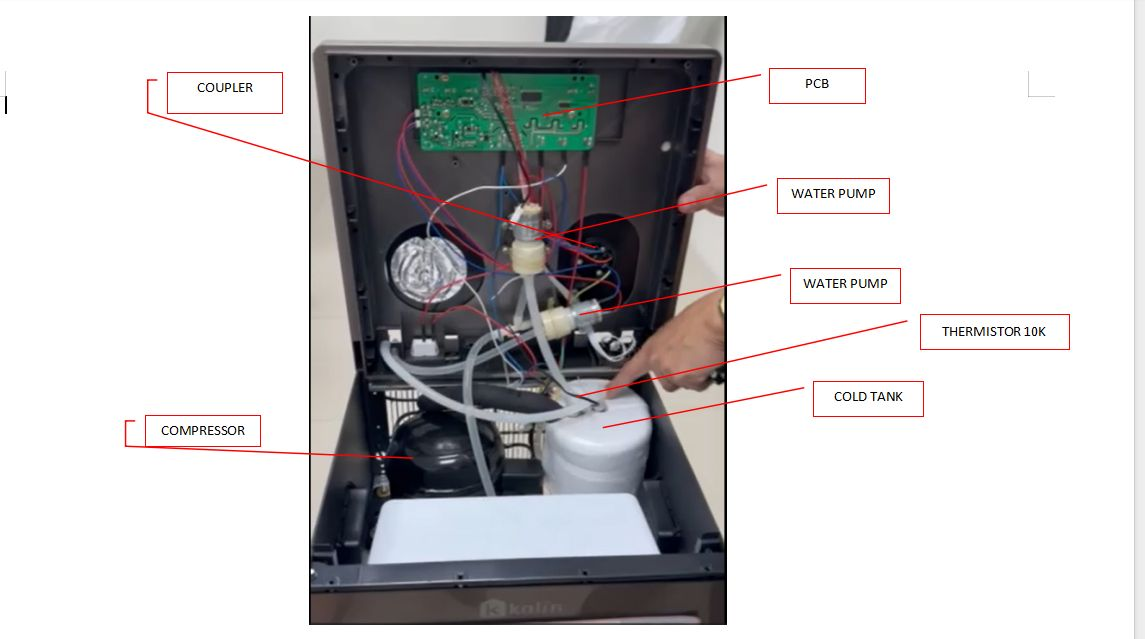 COUPLER
PCB
WATER PUMP
WATER PUMP
THERMISTOR 10K
COLD TANK
COMPRESSOR
kolin